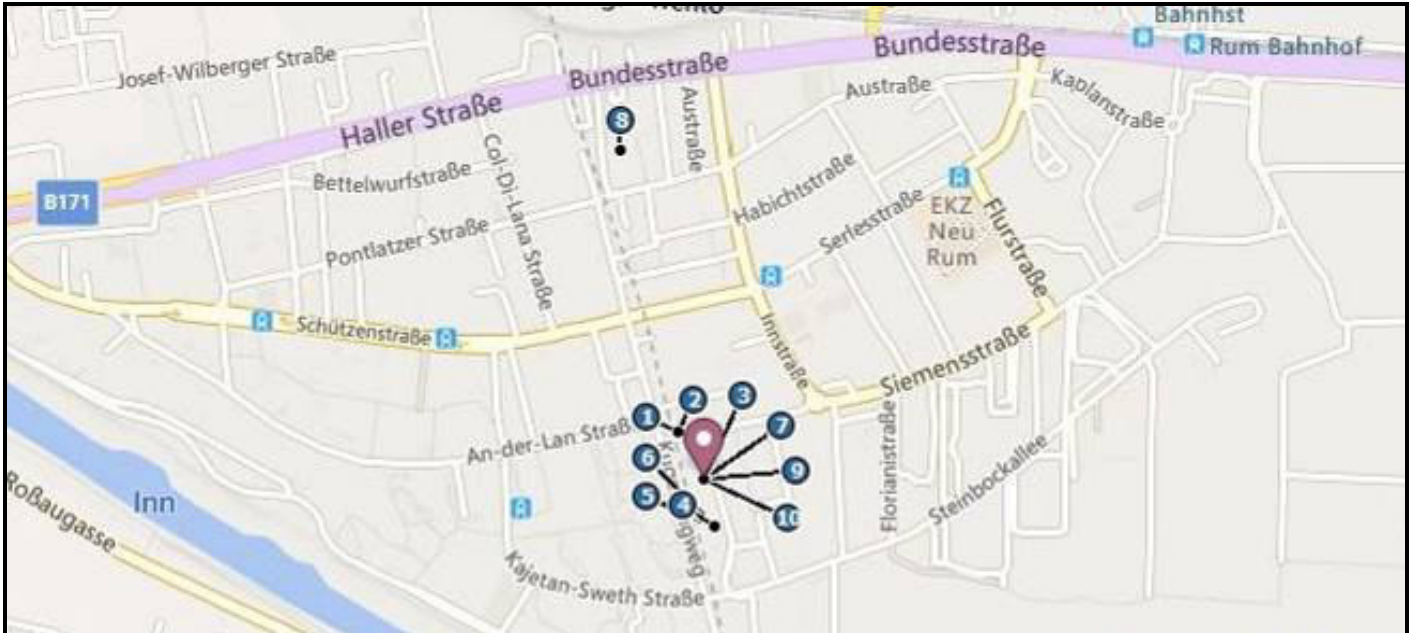 Bahnhst
Rum Bahnhof
Bundesstraße
Josef-Wilberger Straße
Bundesstraße
Kaplanstraße
Austraße
Austraße
Haller Straße
8
Col-Di-Lana Straße
Bettelwurfstraße
Habichtstraße
B171
EKZ
Neu
Rum
Serlesstraße
Flurstraße
Pontlatzer Straße
Schützenstraße
Innstraße
Siemensstraße
1
2
3
7
An-der-Lan Straß
6
9
5
4
10
Florianistraße
Steinbockallee
Inn
Roßaugasse
Kajetan-Sweth Straße